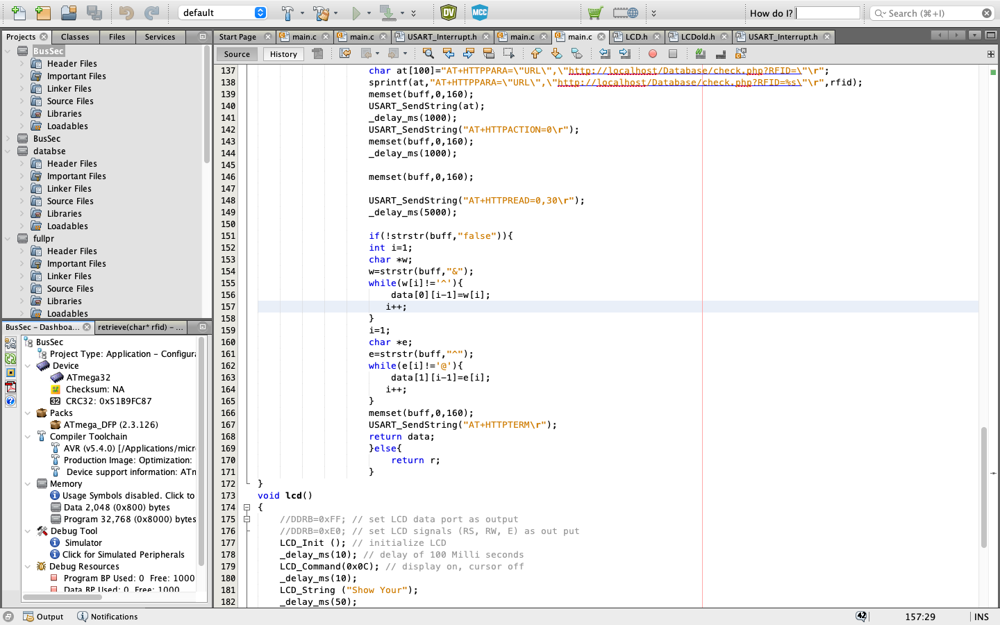 default
DV
MCC
How do I?
Search (⌘+I)
Projects Classes Files Services
Start Page main.c main.c USART_Interrupt.h main.c main.c LCD.h LCDold.h USART_Interrupt.h
Source History
BusSec
Header Files
Important Files
Linker Files
Source Files
Libraries
Loadables
BusSec
databse
Header Files
Important Files
Linker Files
Source Files
Libraries
Loadables
fullpr
Header Files
Important Files
Linker Files
Source Files
Libraries
Loadables
BusSec – Dashboa... retrieve(char* rfid) – ...
BusSec
Project Type: Application – Configura
Device
ATmega32
Checksum: NA
32 CRC32: 0x51B9FC87
Packs
ATmega_DFP (2.3.126)
Compiler Toolchain
AVR (v5.4.0) [/Applications/micr
Production Image: Optimization:
Device support information: ATn
Memory
Usage Symbols disabled. Click to
Data 2,048 (0x800) bytes
Program 32,768 (0x8000) bytes
Debug Tool
Simulator
Click for Simulated Peripherals
Debug Resources
Program BP Used: 0 Free: 1000
Data BP Used: 0 Free: 1000
137 char at[100]="AT+HTTPPARA=\"URL\",\"http://localhost/Database/check.php?RFID=\"\r";
138 sprintf(at,"AT+HTTPPARA=\"URL\",\"http://localhost/Database/check.php?RFID=%s\"\r",rfid);
139 memset(buff,0,160);
140 USART_SendString(at);
141 _delay_ms(1000);
142 USART_SendString("AT+HTTPACTION=0\r");
143 memset(buff,0,160);
144 _delay_ms(1000);
145
146 memset(buff,0,160);
147
148 USART_SendString("AT+HTTPREAD=0,30\r");
149 _delay_ms(5000);
150
151 if(!strstr(buff,"false")){
152 int i=1;
153 char *w;
154 w=strstr(buff,"&");
155 while(w[i]!='^'){
156 data[0][i-1]=w[i];
157 i++;
158 }
159 i=1;
160 char *e;
161 e=strstr(buff,"^");
162 while(e[i]!='@'){
163 data[1][i-1]=e[i];
164 i++;
165 }
166 memset(buff,0,160);
167 USART_SendString("AT+HTTPTERM\r");
168 return data;
169 }else{
170 return r;
171 }
172 }
173 void lcd()
174 {
175 //DDRB=0xFF; // set LCD data port as output
176 //DDRB=0xE0; // set LCD signals (RS, RW, E) as out put
177 LCD_Init (); // initialize LCD
178 _delay_ms(10); // delay of 100 Milli seconds
179 LCD_Command(0x0C); // display on, cursor off
180 _delay_ms(10);
181 LCD_String ("Show Your");
182 _delay_ms(50);
Output Notifications 42 157:29 INS